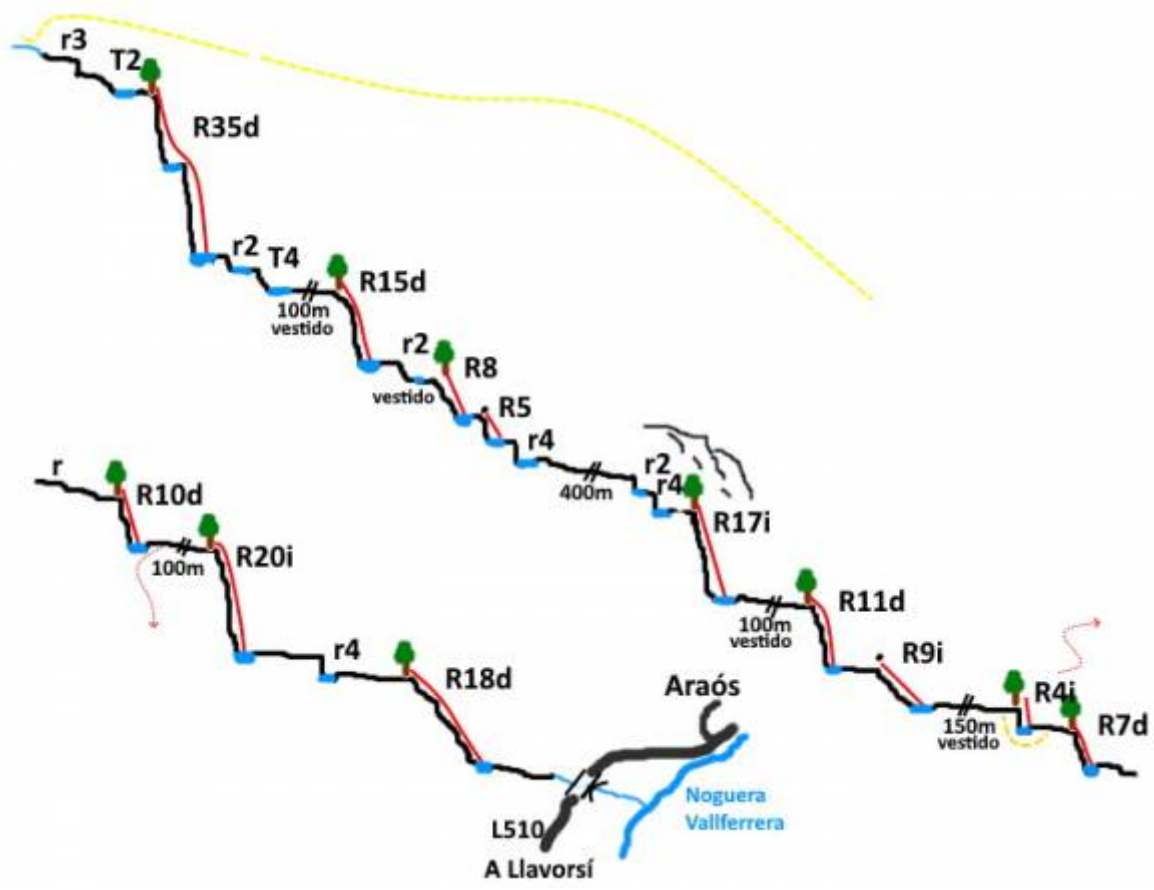 r3
T2
R35d
r2
T4
100m
vestido
R15d
r2
vestido
R8
R5
r4
400m
r2
r4
R17i
100m
vestido
R11d
R9i
150m
vestido
R4i
R7d
r
R10d
100m
R20i
r4
R18d
Araós
Noguera
Vallferrera
L510
A Llavorsí